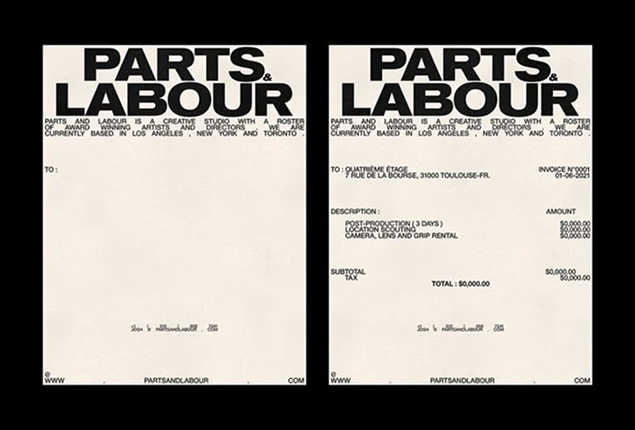 PARTS &
LABOUR
PARTS AND LABOUR IS A CREATIVE STUDIO WITH A ROSTER
OF AWARD WINNING ARTISTS AND DIRECTORS . WE ARE
CURRENTLY BASED IN LOS ANGELES , NEW YORK AND TORONTO .
TO :
JOSH @ PARTSANDLABOUR . COM
@
WWW . PARTSANDLABOUR . COM
PARTS &
LABOUR
PARTS AND LABOUR IS A CREATIVE STUDIO WITH A ROSTER
OF AWARD WINNING ARTISTS AND DIRECTORS . WE ARE
CURRENTLY BASED IN LOS ANGELES , NEW YORK AND TORONTO .
TO : QUATRIÈME ÉTAGE INVOICE N°0001
7 RUE DE LA BOURSE, 31000 TOULOUSE-FR. 01-06-2021
DESCRIPTION : AMOUNT
POST-PRODUCTION ( 3 DAYS ) $0,000.00
LOCATION SCOUTING $0,000.00
CAMERA, LENS AND GRIP RENTAL $0,000.00
SUBTOTAL $0,000.00
TAX $0,000.00
TOTAL : $0,000.00
JOSH @ PARTSANDLABOUR . COM
@
WWW . PARTSANDLABOUR . COM